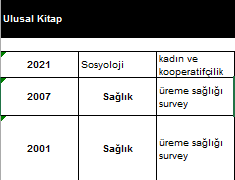 Ulusal Kitap
2021 Sosyoloji kadın ve
kooperatifçilik
2007 Sağlık üreme sağlığı
survey
2001 Sağlık üreme sağlığı
survey